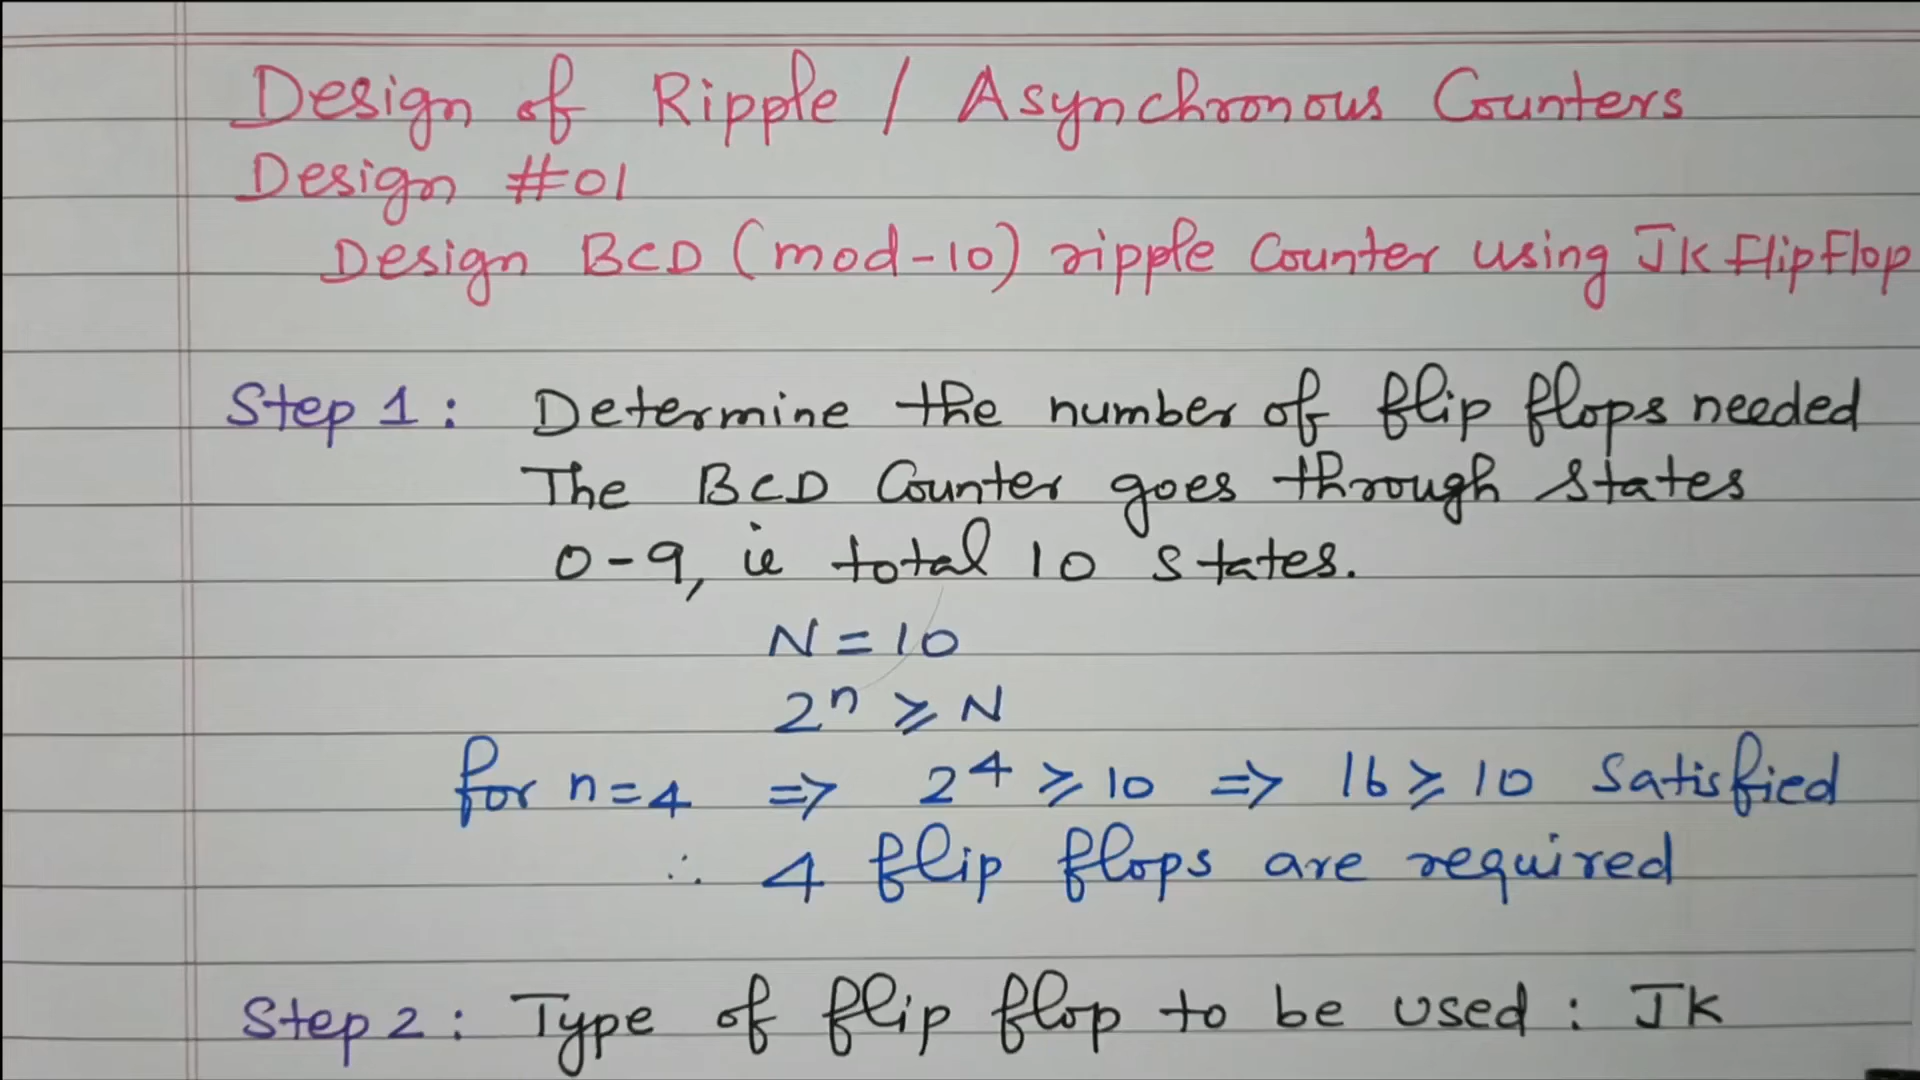 Design of Ripple / Asynchronous Counters
Design #01
Design BCD (mod-10) ripple Counter using JK FlipFlop
Step 1: Determine the number of flip flops needed
The BCD Counter goes through states
0-9, ie total 10 states.
N = 10
2ⁿ ⩾ N
for n=4 ⇒ 2⁴ ⩾ 10 ⇒ 16 ⩾ 10 Satisfied
∴ 4 flip flops are required
Step 2: Type of flip flop to be used : JK